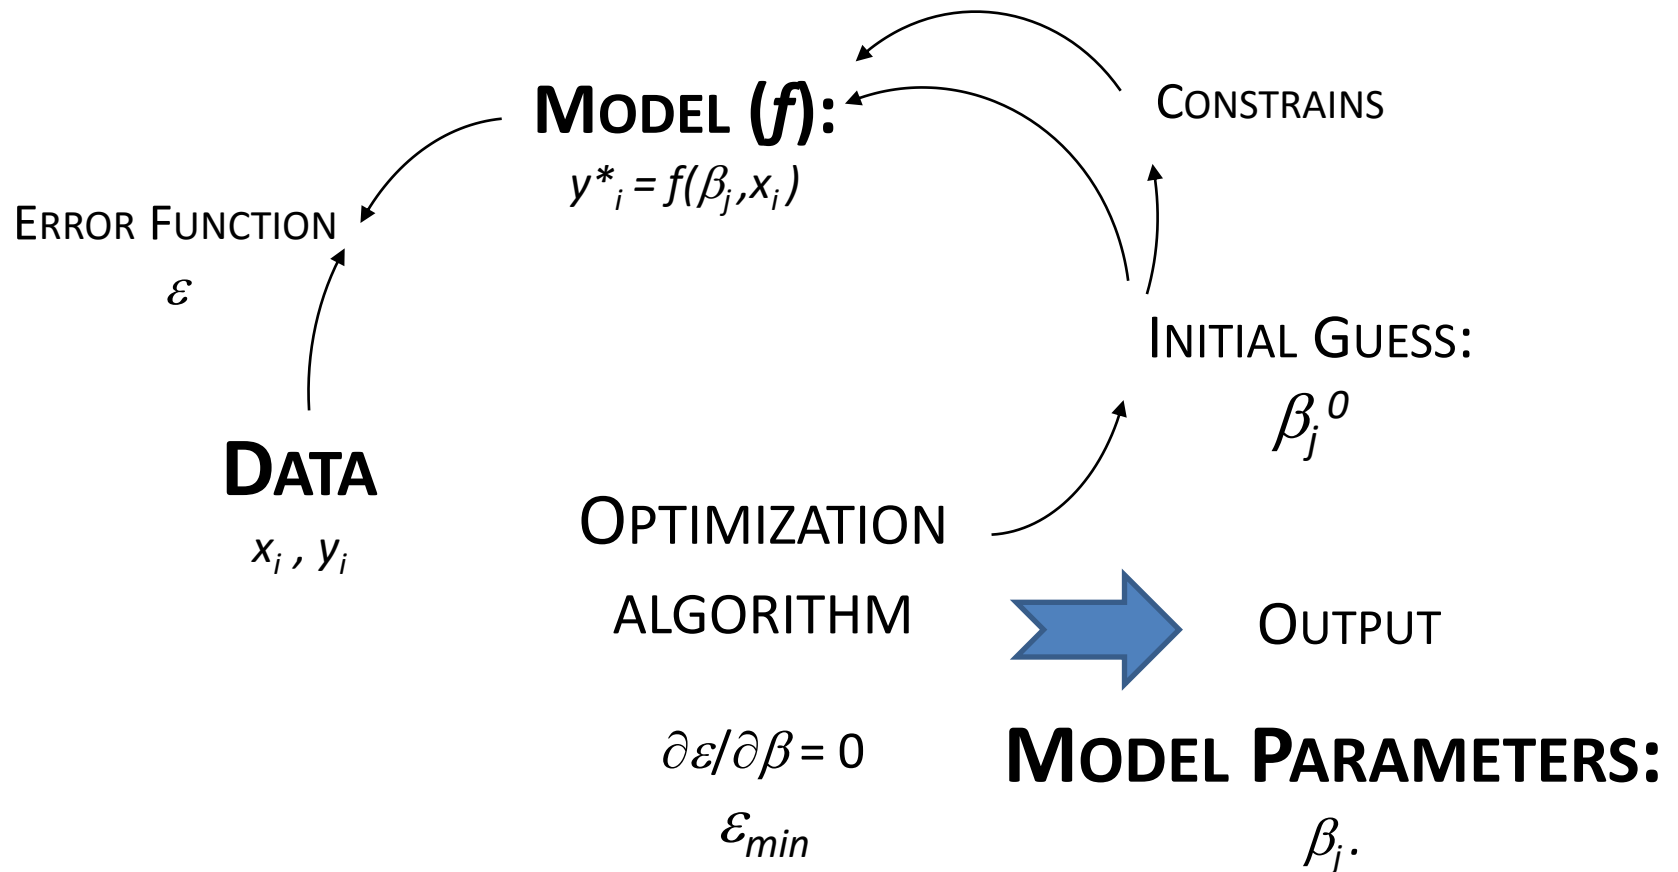 MODEL (f):
y*i = f(βj,xi)
CONSTRAINS
ERROR FUNCTION
ε
INITIAL GUESS:
βj0
DATA
xi , yi
OPTIMIZATION
ALGORITHM
OUTPUT
∂ε/∂β = 0
εmin
MODEL PARAMETERS:
βj.